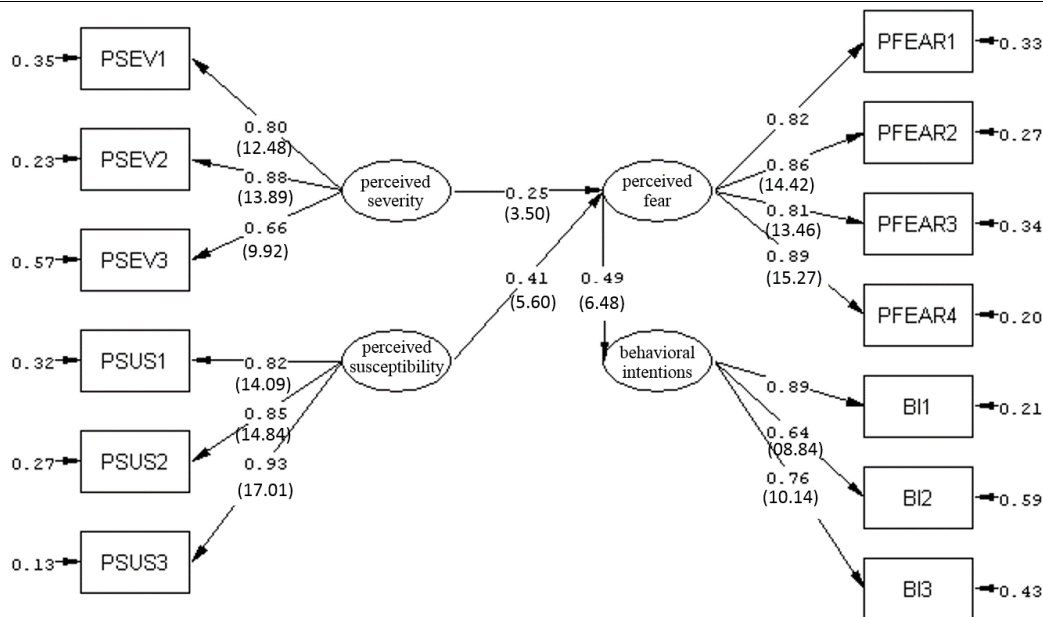 0.35
PSEV1
0.80
(12.48)
0.23
PSEV2
0.88
(13.89)
0.57
PSEV3
0.66
(9.92)
perceived
severity
0.25
(3.50)
0.32
PSUS1
0.82
(14.09)
0.27
PSUS2
0.85
(14.84)
0.13
PSUS3
0.93
(17.01)
perceived
susceptibility
0.41
(5.60)
perceived
fear
0.49
(6.48)
behavioral
intentions
0.82
PFEAR1
0.33
0.86
(14.42)
PFEAR2
0.27
0.81
(13.46)
PFEAR3
0.34
0.89
(15.27)
PFEAR4
0.20
0.89
BI1
0.21
0.64
(08.84)
BI2
0.59
0.76
(10.14)
BI3
0.43